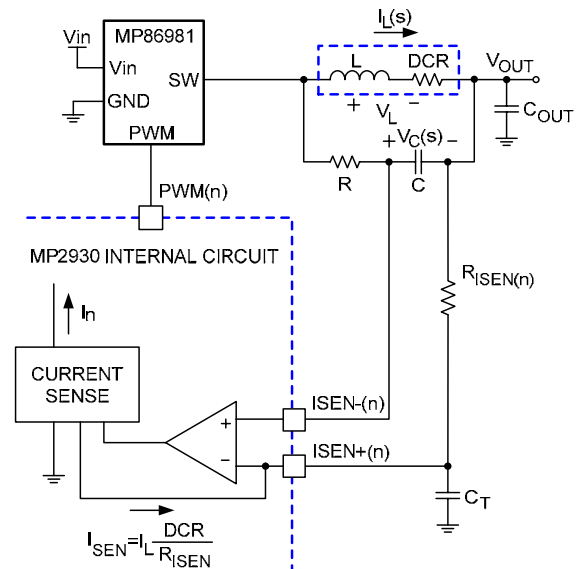 I_L(s)
MP86981
Vin
Vin
L
DCR
V_OUT
SW
GND
+
V_L
−
C_OUT
PWM
+
V_C(s)
−
R
C
PWM(n)
MP2930 INTERNAL CIRCUIT
R_ISEN(n)
I_n
CURRENT
SENSE
ISEN-(n)
+
ISEN+(n)
−
C_T
I_SEN=I_L DCR/R_ISEN